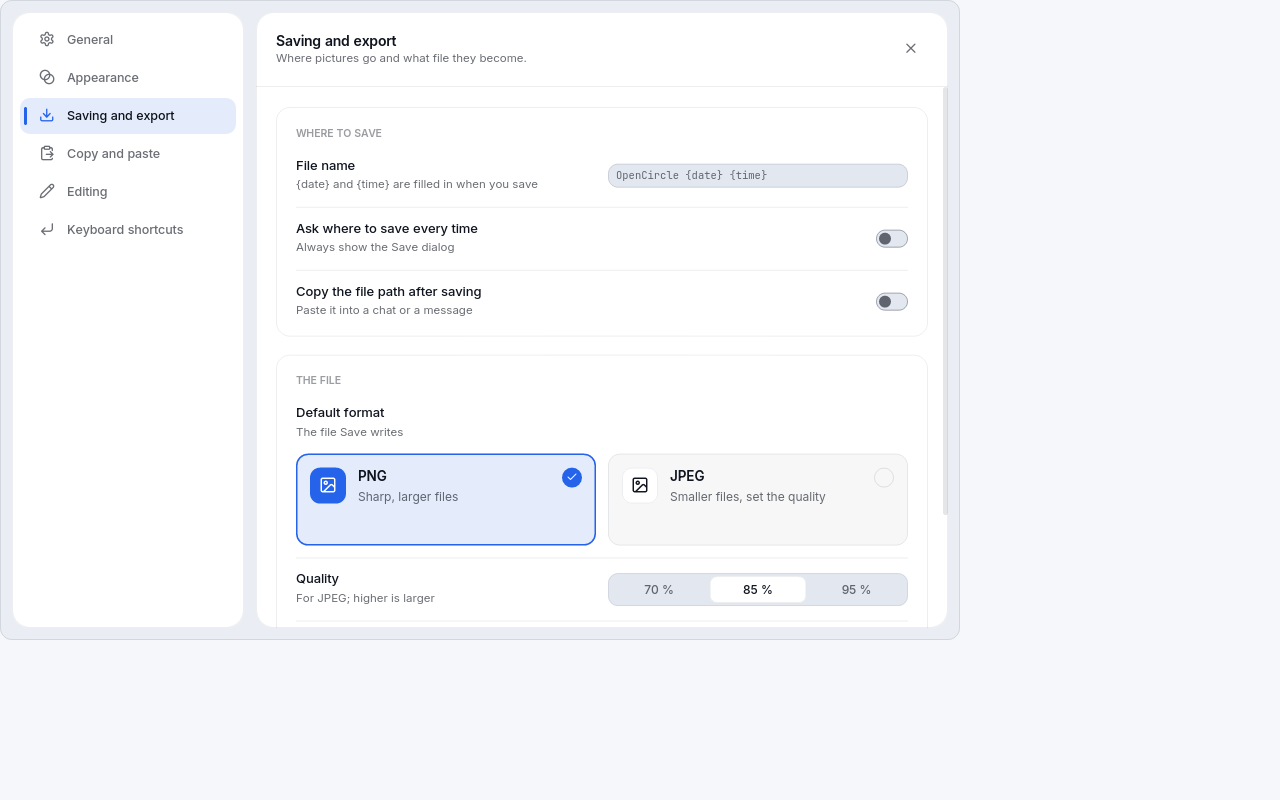 General
Appearance
Saving and export
Copy and paste
Editing
Keyboard shortcuts
Saving and export
Where pictures go and what file they become.
WHERE TO SAVE
File name
{date} and {time} are filled in when you save
OpenCircle {date} {time}
Ask where to save every time
Always show the Save dialog
Copy the file path after saving
Paste it into a chat or a message
THE FILE
Default format
The file Save writes
PNG
Sharp, larger files
JPEG
Smaller files, set the quality
Quality
For JPEG; higher is larger
70 %
85 %
95 %